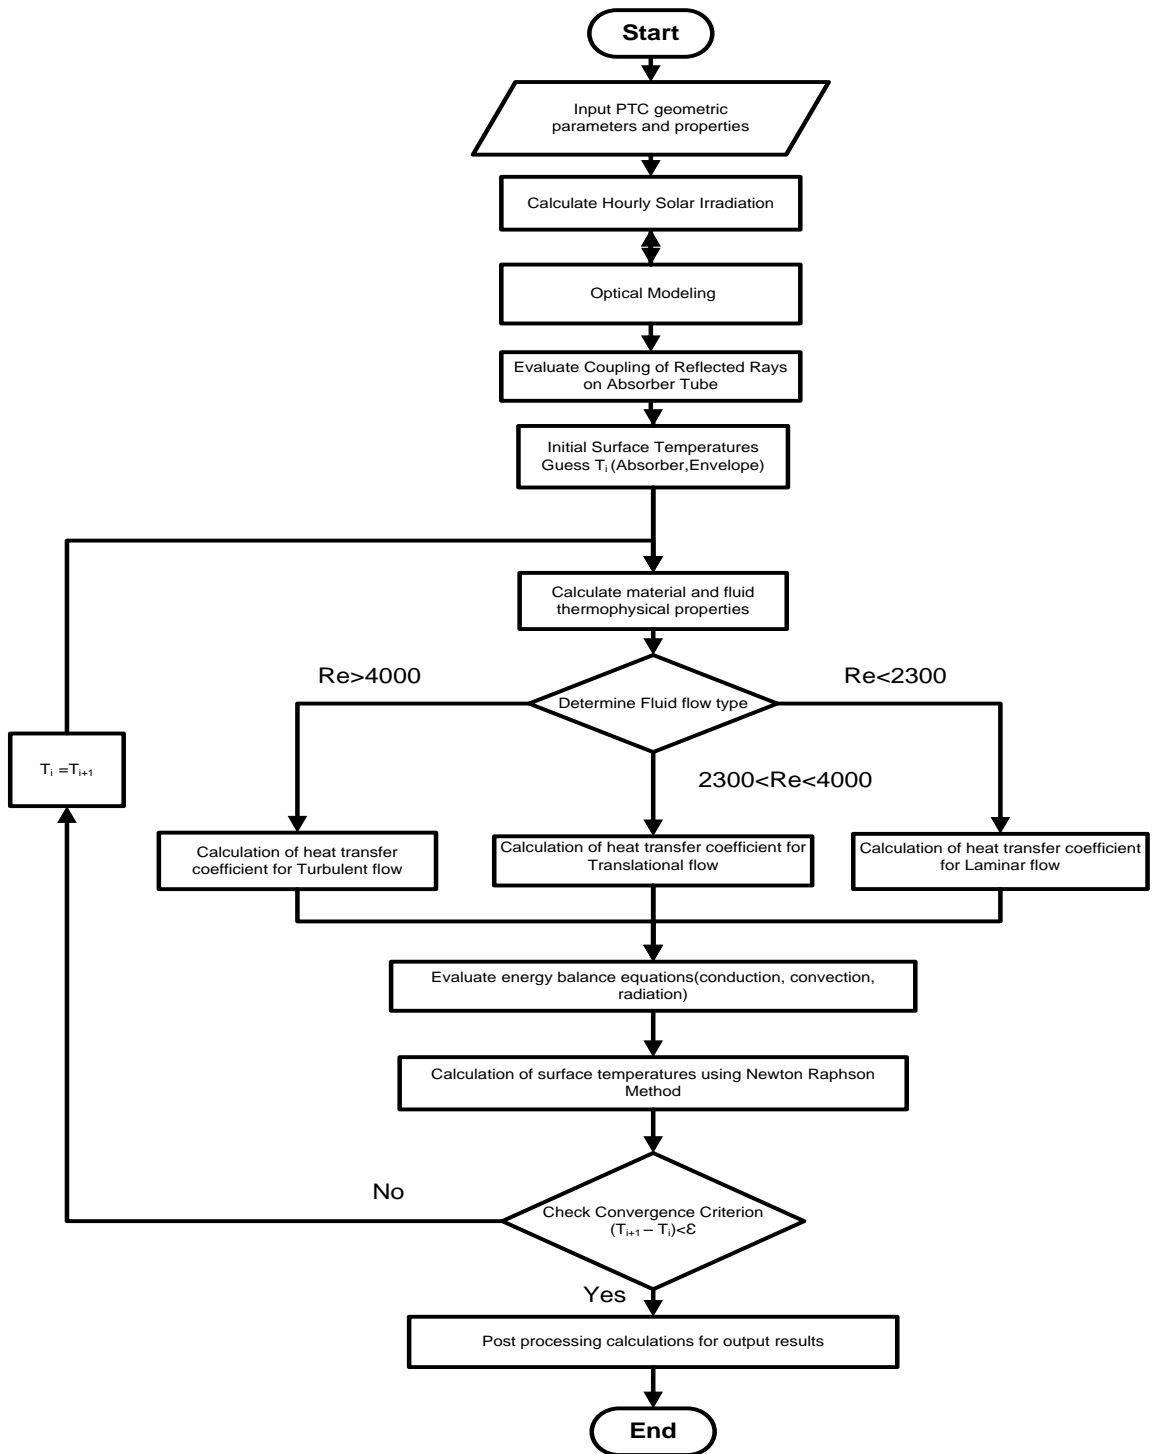 Start
Input PTC geometric
parameters and properties
Calculate Hourly Solar Irradiation
Optical Modeling
Evaluate Coupling of Reflected Rays
on Absorber Tube
Initial Surface Temperatures
Guess Tᵢ (Absorber,Envelope)
Calculate material and fluid
thermophysical properties
Re>4000
Re<2300
Determine Fluid flow type
Tᵢ =Tᵢ₊₁
2300<Re<4000
Calculation of heat transfer
coefficient for Turbulent flow
Calculation of heat transfer coefficient for
Translational flow
Calculation of heat transfer coefficient
for Laminar flow
Evaluate energy balance equations(conduction, convection,
radiation)
Calculation of surface temperatures using Newton Raphson
Method
No
Check Convergence Criterion
(Tᵢ₊₁ – Tᵢ)<ℇ
Yes
Post processing calculations for output results
End